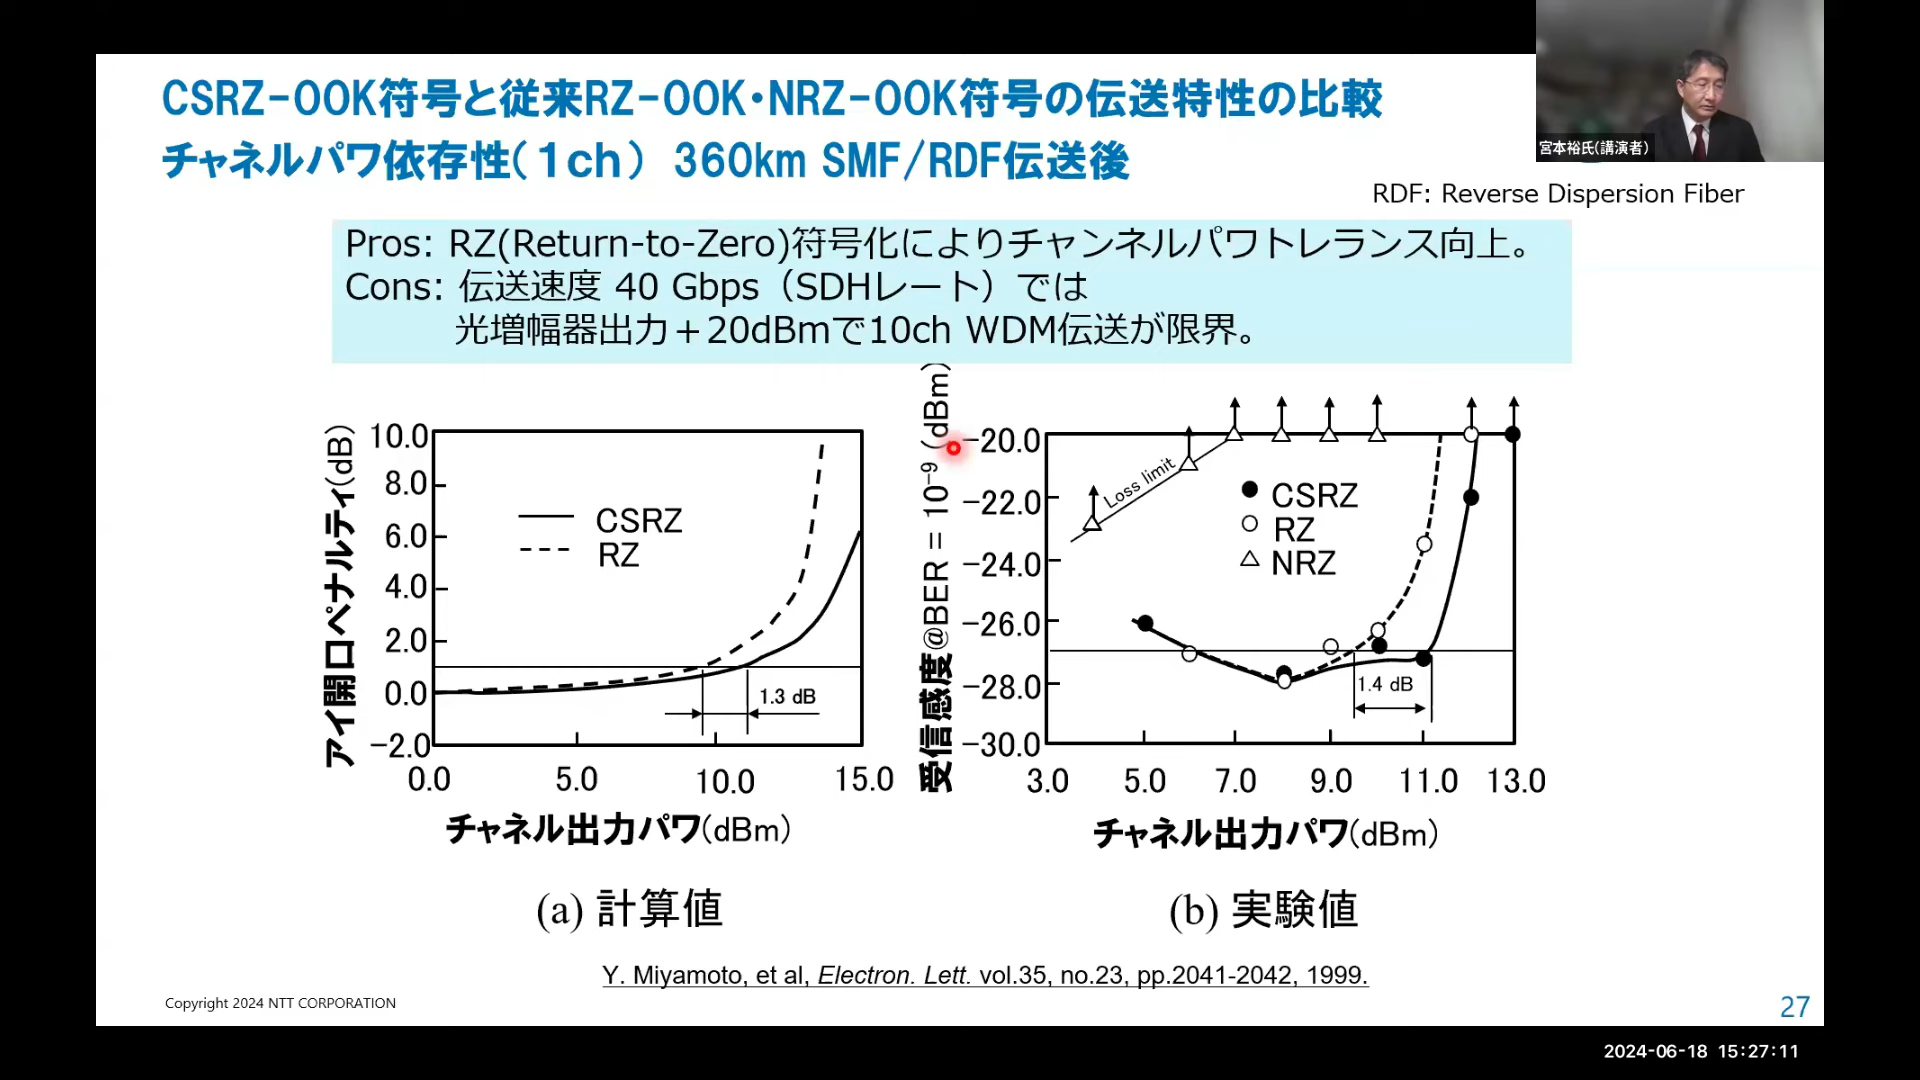 CSRZ-OOK符号と従来RZ-OOK・NRZ-OOK符号の伝送特性の比較
チャネルパワ依存性(1ch) 360km SMF/RDF伝送後
宮本裕氏(講演者)
RDF: Reverse Dispersion Fiber
Pros: RZ(Return-to-Zero)符号化によりチャンネルパワトレランス向上。
Cons: 伝送速度 40 Gbps（SDHレート）では
光増幅器出力＋20dBmで10ch WDM伝送が限界。
アイ開口ペナルティ(dB)
10.0
8.0
6.0
4.0
2.0
0.0
-2.0
CSRZ
RZ
1.3 dB
0.0 5.0 10.0 15.0
チャネル出力パワ(dBm)
(a) 計算値
受信感度@BER = 10⁻⁹ (dBm)
-20.0
-22.0
-24.0
-26.0
-28.0
-30.0
Loss limit
CSRZ
RZ
NRZ
1.4 dB
3.0 5.0 7.0 9.0 11.0 13.0
チャネル出力パワ(dBm)
(b) 実験値
Y. Miyamoto, et al, Electron. Lett. vol.35, no.23, pp.2041-2042, 1999.
Copyright 2024 NTT CORPORATION
27
2024-06-18 15:27:11